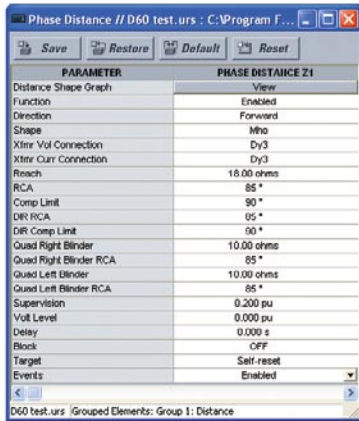 Phase Distance // D60 test.urs : C:\Program F...
Save Restore Default Reset
PARAMETER PHASE DISTANCE Z1
Distance Shape Graph View
Function Enabled
Direction Forward
Shape Mho
Xfmr Vol Connection Dy3
Xfmr Curr Connection Dy3
Reach 18.00 ohms
RCA 85 °
Comp Limit 90 °
DIR RCA 85 °
DIR Comp Limit 90 °
Quad Right Blinder 10.00 ohms
Quad Right Blinder RCA 85 °
Quad Left Blinder 10.00 ohms
Quad Left Blinder RCA 85 °
Supervision 0.200 pu
Volt Level 0.000 pu
Delay 0.000 s
Block OFF
Target Self-reset
Events Enabled
D60 test.urs Grouped Elements: Group 1: Distance